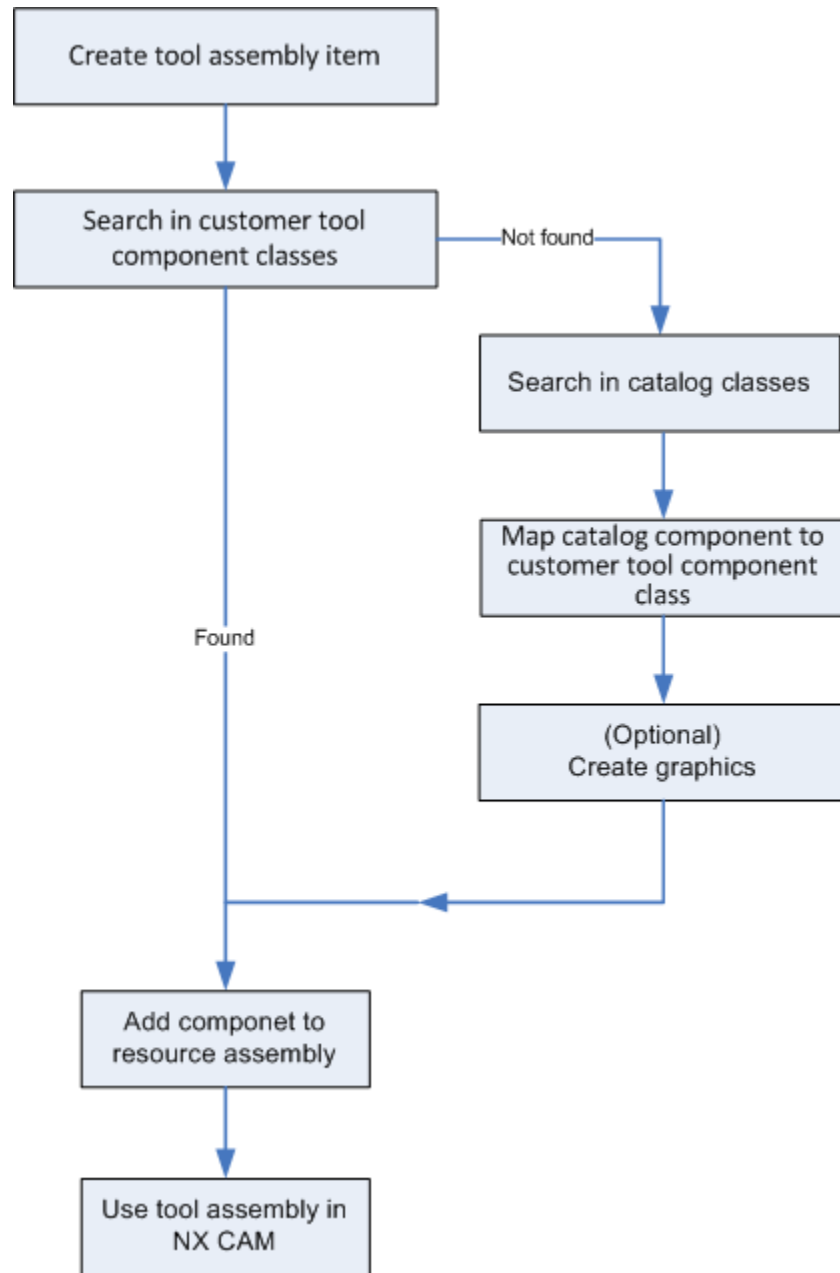 Create tool assembly item
Search in customer tool
component classes
Not found
Search in catalog classes
Map catalog component to
customer tool component
class
Found
(Optional)
Create graphics
Add componet to
resource assembly
Use tool assembly in
NX CAM